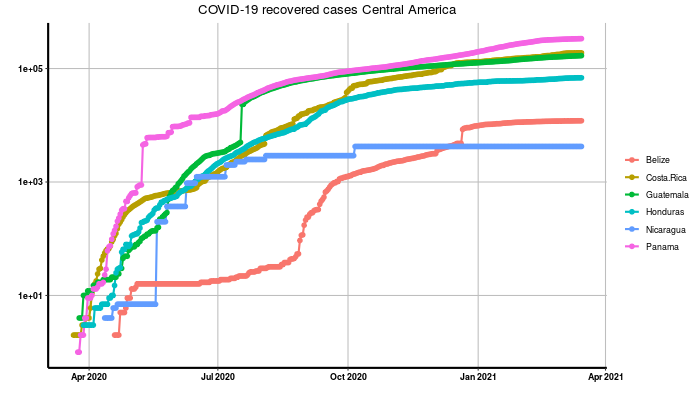 COVID-19 recovered cases Central America
1e+05
1e+03
1e+01
Apr 2020
Jul 2020
Oct 2020
Jan 2021
Apr 2021
Belize
Costa.Rica
Guatemala
Honduras
Nicaragua
Panama